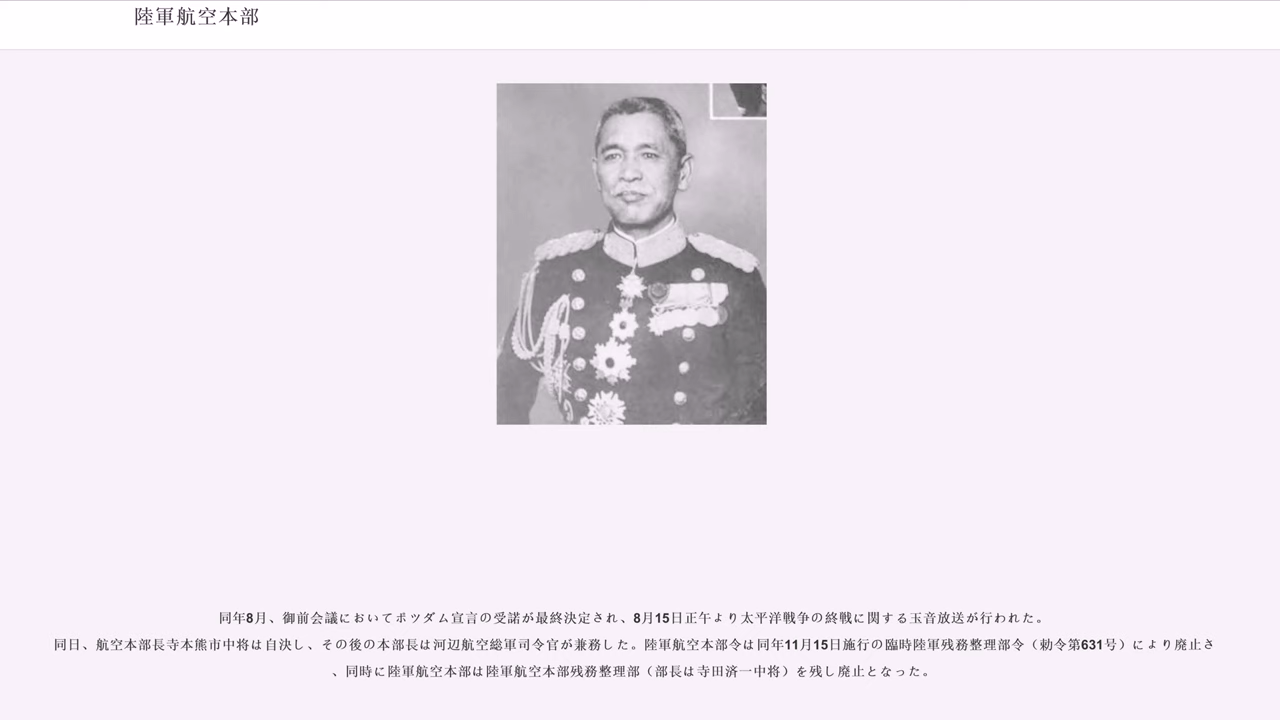 陸軍航空本部
同年8月、御前会議においてポツダム宣言の受諾が最終決定され、8月15日正午より太平洋戦争の終戦に関する玉音放送が行われた。
同日、航空本部長寺本熊市中将は自決し、その後の本部長は河辺航空総軍司令官が兼務した。陸軍航空本部令は同年11月15日施行の臨時陸軍残務整理部令（勅令第631号）により廃止さ
、同時に陸軍航空本部は陸軍航空本部残務整理部（部長は寺田済一中将）を残し廃止となった。